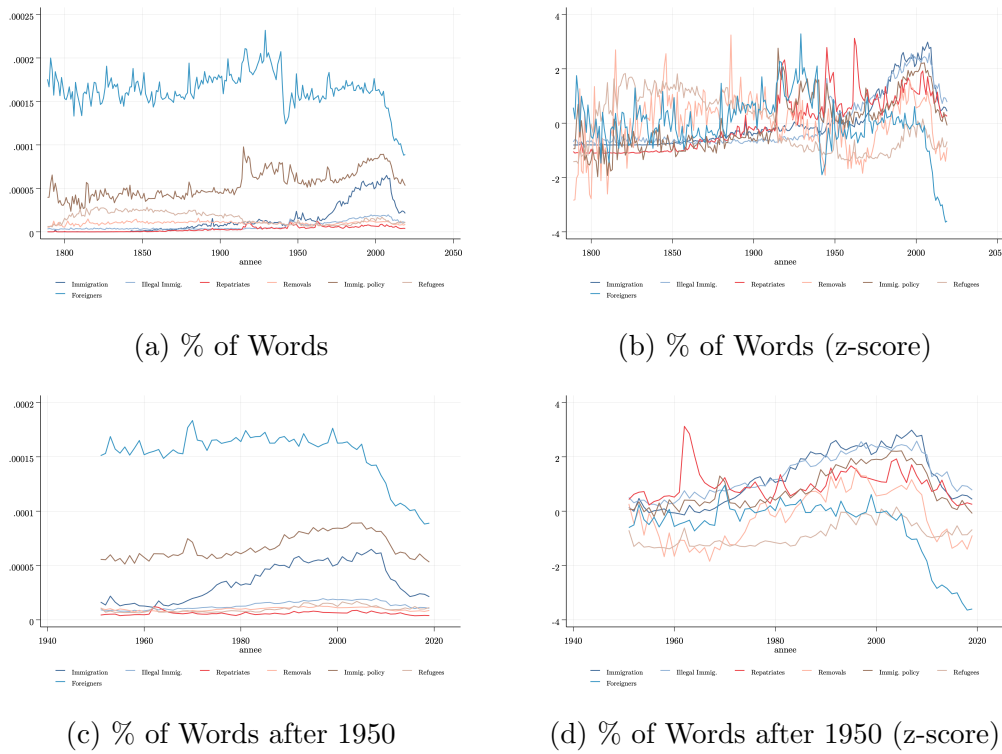 .00025
.0002
.00015
.0001
.00005
0
1800 1850 1900 1950 2000 2050
annee
Immigration Illegal Immig. Repatriates Removals Immig. policy Refugees
Foreigners
(a) % of Words
4
2
0
-2
-4
1800 1850 1900 1950 2000 2050
annee
Immigration Illegal Immig. Repatriates Removals Immig. policy Refugees
Foreigners
(b) % of Words (z-score)
.0002
.00015
.0001
.00005
0
1940 1960 1980 2000 2020
annee
Immigration Illegal Immig. Repatriates Removals Immig. policy Refugees
Foreigners
(c) % of Words after 1950
4
2
0
-2
-4
1940 1960 1980 2000 2020
annee
Immigration Illegal Immig. Repatriates Removals Immig. policy Refugees
Foreigners
(d) % of Words after 1950 (z-score)